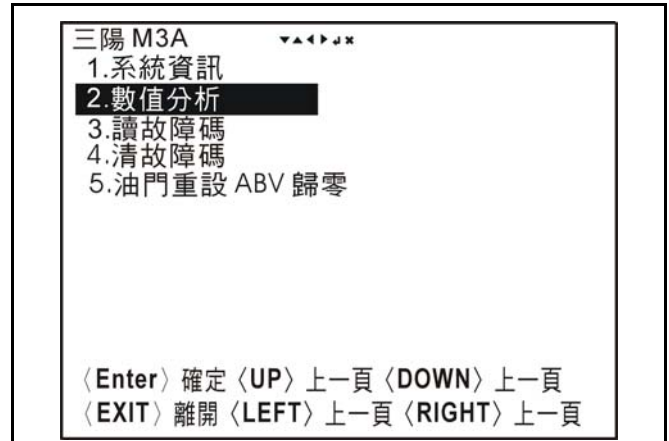 三陽 M3A ▼▲◀▶↲✖
1.系統資訊
2.數值分析
3.讀故障碼
4.清故障碼
5.油門重設 ABV 歸零
〈Enter〉確定〈UP〉上一頁〈DOWN〉上一頁
〈EXIT〉離開〈LEFT〉上一頁〈RIGHT〉上一頁